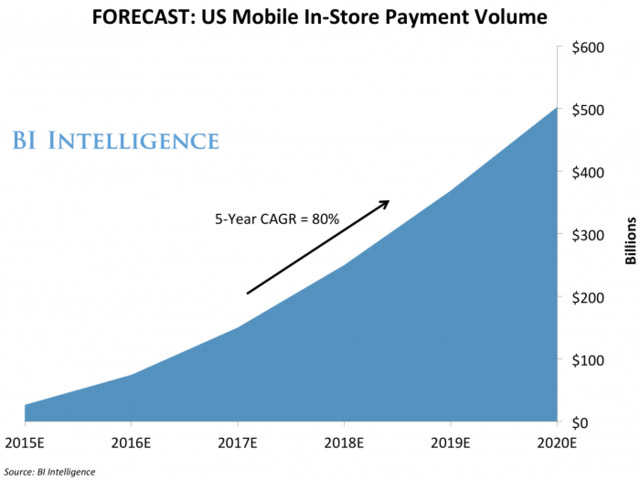 FORECAST: US Mobile In-Store Payment Volume
$600
BI INTELLIGENCE
$500
$400
5-Year CAGR = 80%
$300
Billions
$200
$100
$0
2015E 2016E 2017E 2018E 2019E 2020E
Source: BI Intelligence